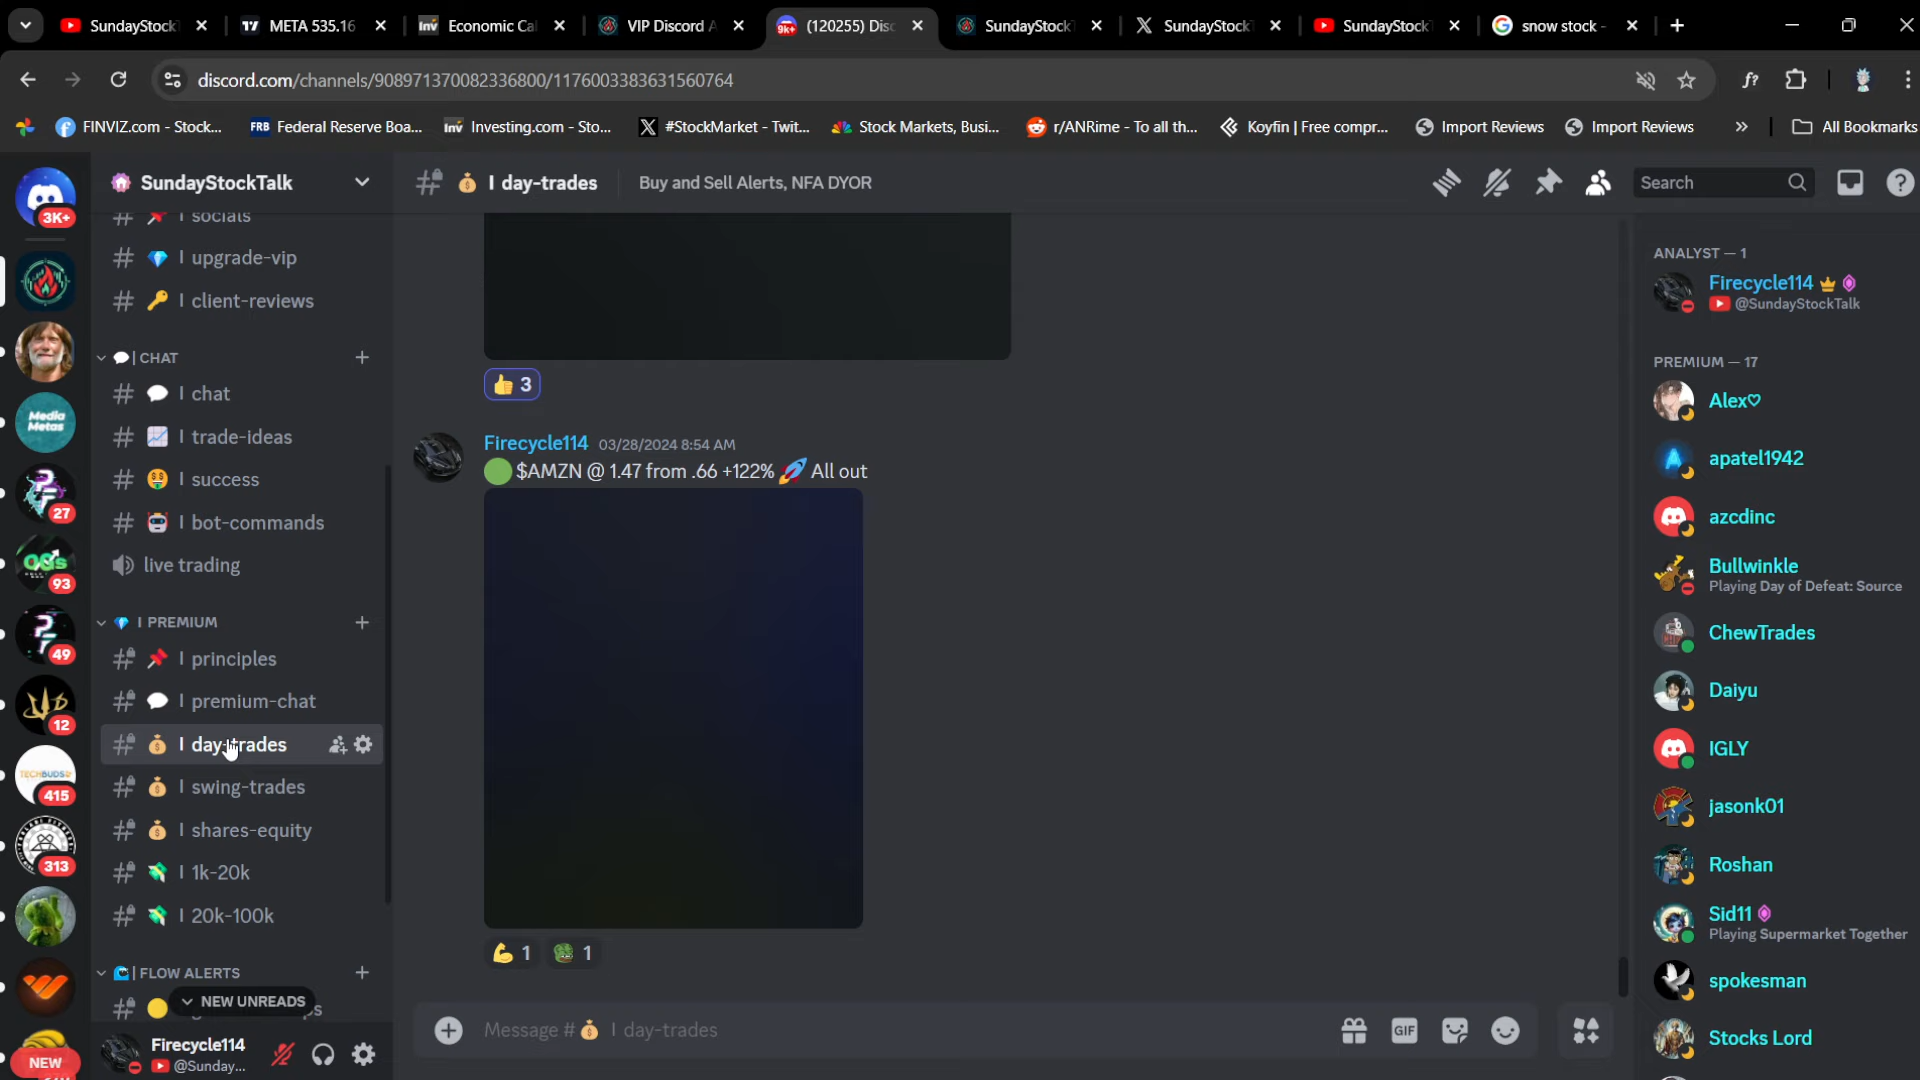 SundayStock
META 535.16
Economic Ca
VIP Discord A
(120255) Disc
SundayStock
SundayStock
SundayStock
snow stock -
discord.com/channels/908971370082336800/1176003383631560764
FINVIZ.com - Stock...
FRB Federal Reserve Boa...
Inv Investing.com - Sto...
#StockMarket - Twit...
Stock Markets, Busi...
r/ANRime - To all th...
Koyfin | Free compr...
Import Reviews
Import Reviews
All Bookmarks
SundayStockTalk
I day-trades
Buy and Sell Alerts, NFA DYOR
Search
3K+
Media
Metas
27
93
49
12
TECHBUDS
415
313
NEW
I socials
I upgrade-vip
I client-reviews
| CHAT
I chat
I trade-ideas
I success
I bot-commands
live trading
I PREMIUM
I principles
I premium-chat
I day-trades
I swing-trades
I shares-equity
I 1k-20k
I 20k-100k
| FLOW ALERTS
NEW UNREADS
Firecycle114
@Sunday...
3
Firecycle114 03/28/2024 8:54 AM
$AMZN @ 1.47 from .66 +122% 🚀 All out
1
1
Message # 💰 I day-trades
GIF
ANALYST — 1
Firecycle114
@SundayStockTalk
PREMIUM — 17
Alex♡
apatel1942
azcdinc
Bullwinkle
Playing Day of Defeat: Source
ChewTrades
Daiyu
IGLY
jasonk01
Roshan
Sid11
Playing Supermarket Together
spokesman
Stocks Lord